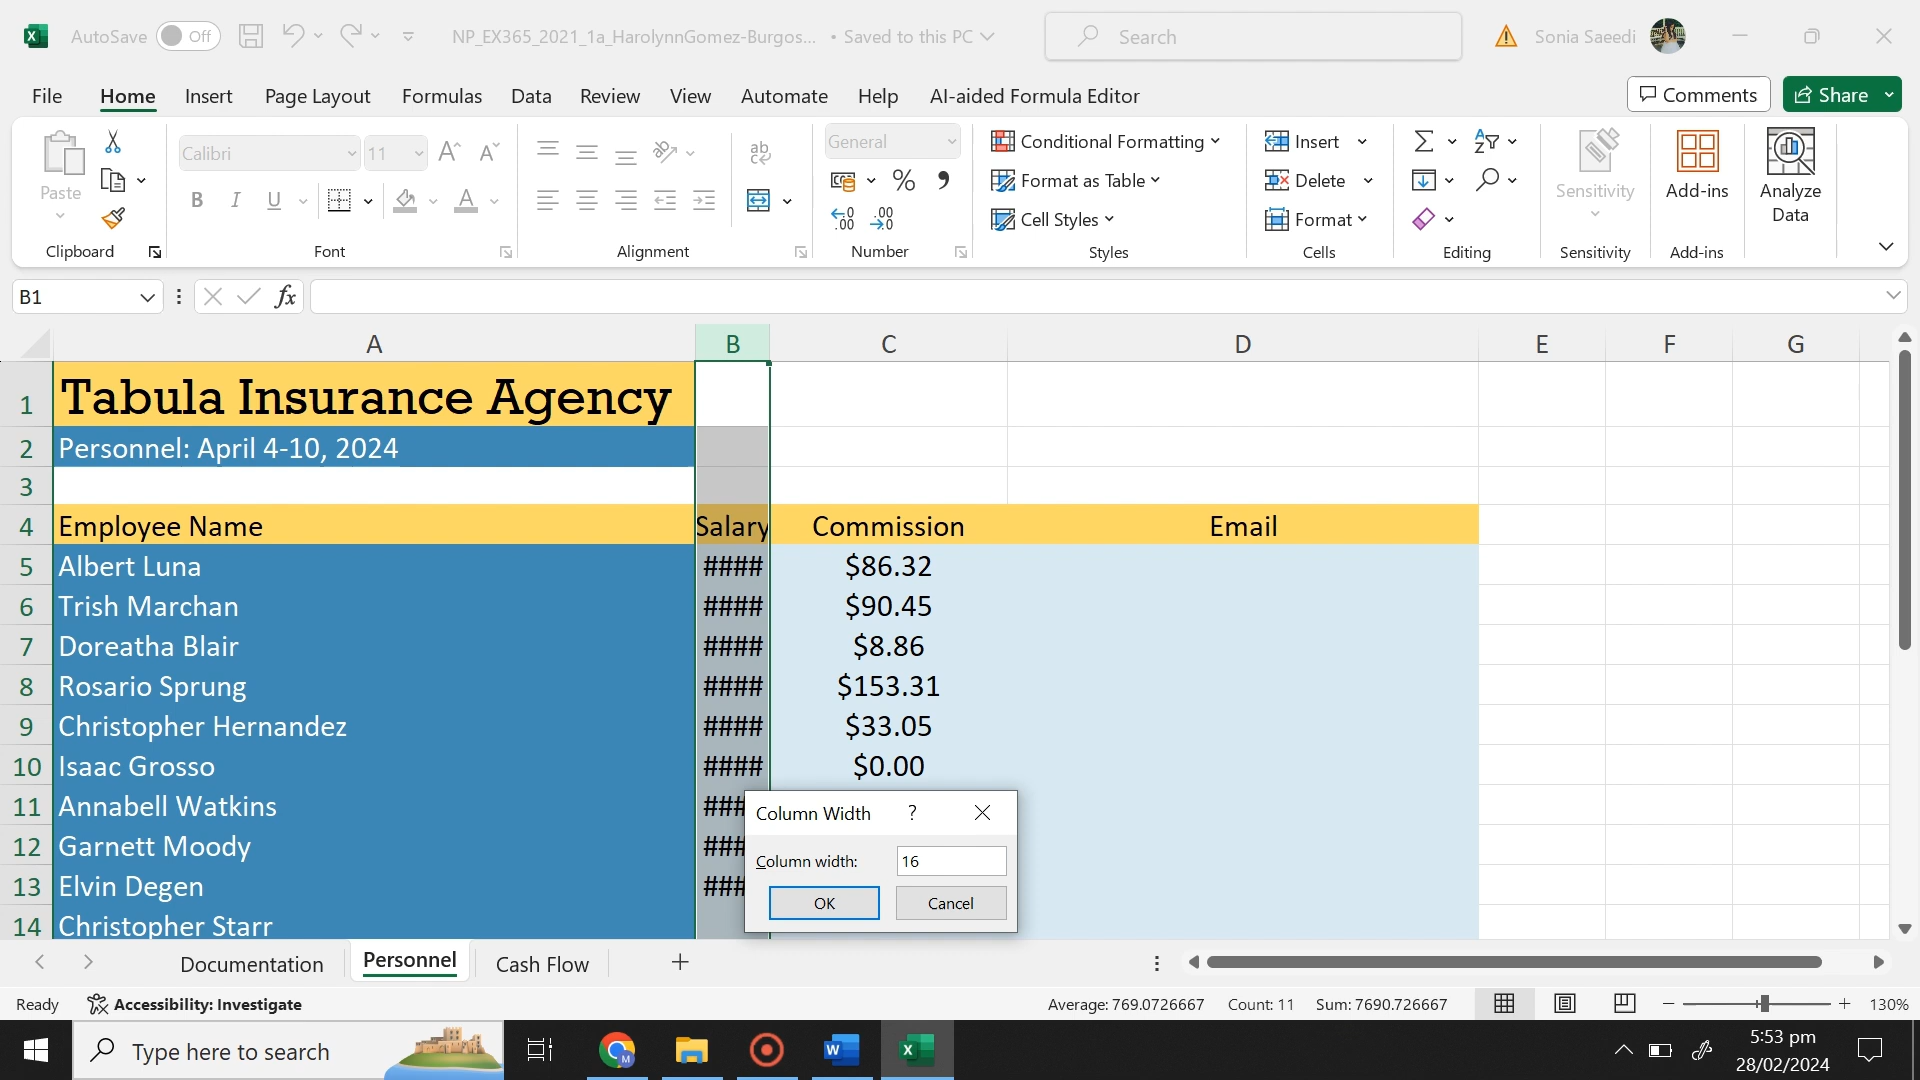 AutoSave Off NP_EX365_2021_1a_HarolynnGomez-Burgos... • Saved to this PC Search Sonia Saeedi
File Home Insert Page Layout Formulas Data Review View Automate Help AI-aided Formula Editor Comments Share
Paste
Clipboard
Calibri 11
B I U A
Font
ab
Alignment
General
% 9
Number
Conditional Formatting
Format as Table
Cell Styles
Styles
Insert
Delete
Format
Cells
Editing
Sensitivity
Sensitivity
Add-ins
Add-ins
Analyze
Data
B1 fx
A B C D E F G
1 Tabula Insurance Agency
2 Personnel: April 4-10, 2024
3
4 Employee Name Salary Commission Email
5 Albert Luna #### $86.32
6 Trish Marchan #### $90.45
7 Doreatha Blair #### $8.86
8 Rosario Sprung #### $153.31
9 Christopher Hernandez #### $33.05
10 Isaac Grosso #### $0.00
11 Annabell Watkins ###
12 Garnett Moody ###
13 Elvin Degen ###
14 Christopher Starr
Column Width ?
Column width: 16
OK Cancel
Documentation Personnel Cash Flow +
Ready Accessibility: Investigate Average: 769.0726667 Count: 11 Sum: 7690.726667 130%
Type here to search
5:53 pm
28/02/2024